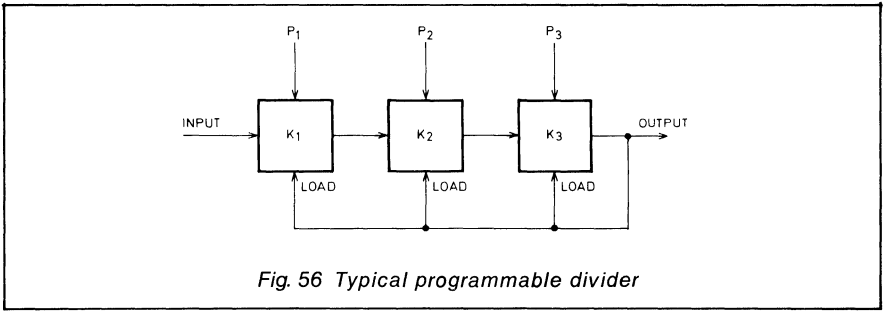 P1 P2 P3
INPUT K1 K2 K3 OUTPUT
LOAD LOAD LOAD
Fig. 56 Typical programmable divider